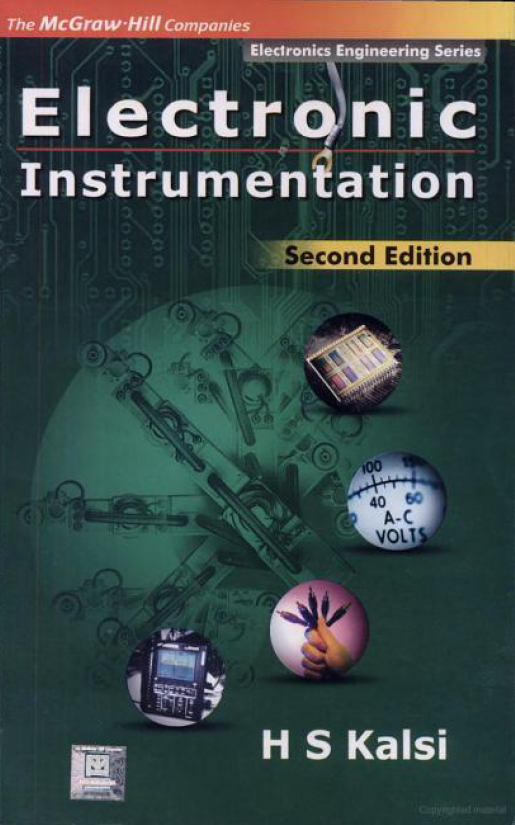 The McGraw·Hill Companies
Electronics Engineering Series
Electronic
Instrumentation
Second Edition
100
40 60
A-C
VOLTS
H S Kalsi
Copyrighted material